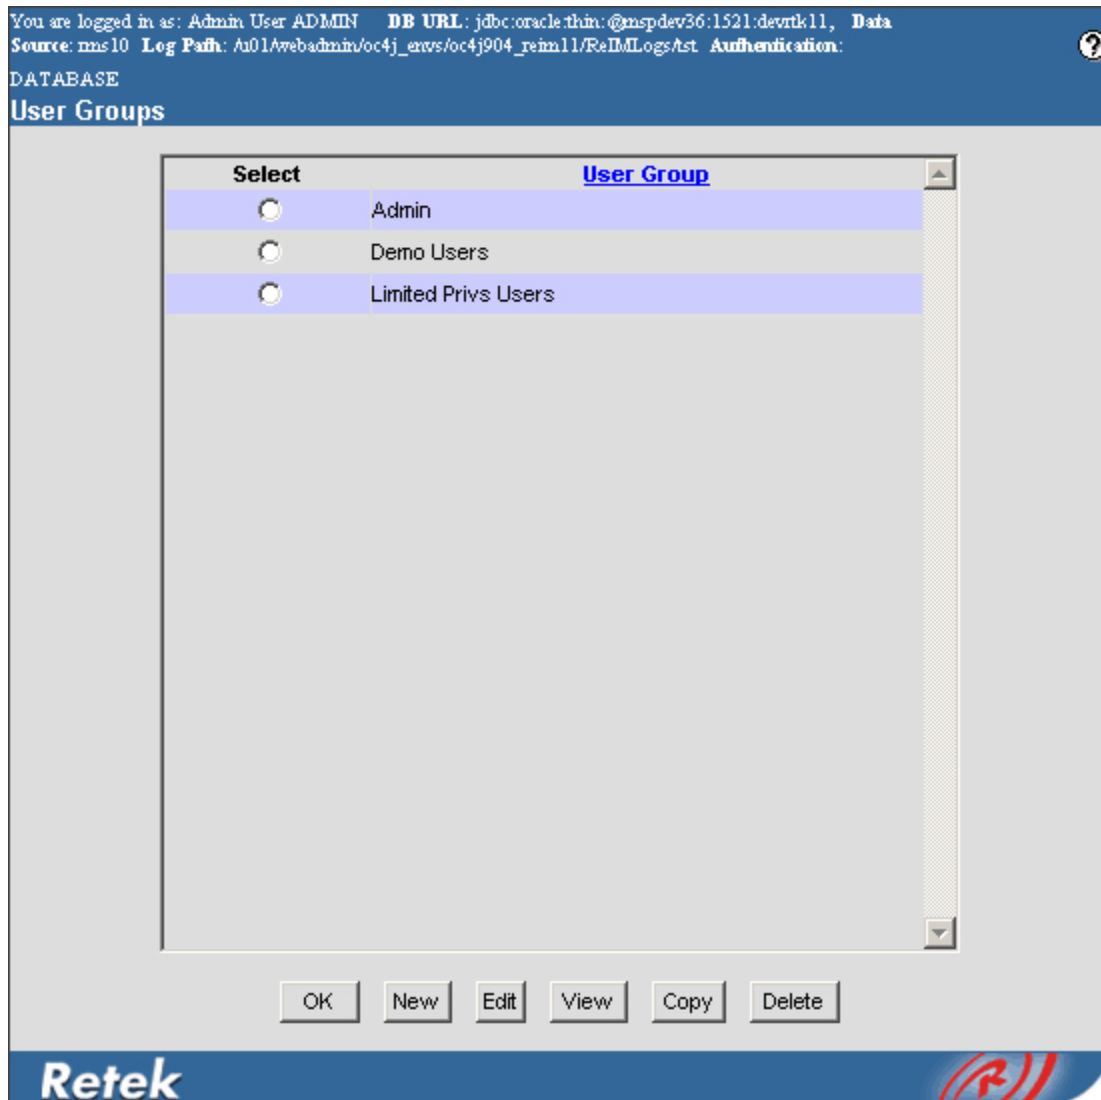 You are logged in as: Admin User ADMIN DB URL: jdbc:oracle:thin:@mspdev36:1521:devrtk11, Data
Source: rms10 Log Path: /u01/webadmin/oc4j_envs/oc4j904_reim11/ReIMLogs/tst Authentication:
DATABASE
User Groups
Select User Group
Admin
Demo Users
Limited Privs Users
OK New Edit View Copy Delete
Retek